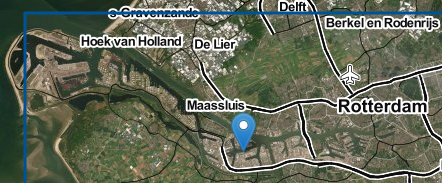 's-Gravenzande
Delft
Berkel en Rodenrijs
Hoek van Holland
De Lier
Maassluis
Rotterdam